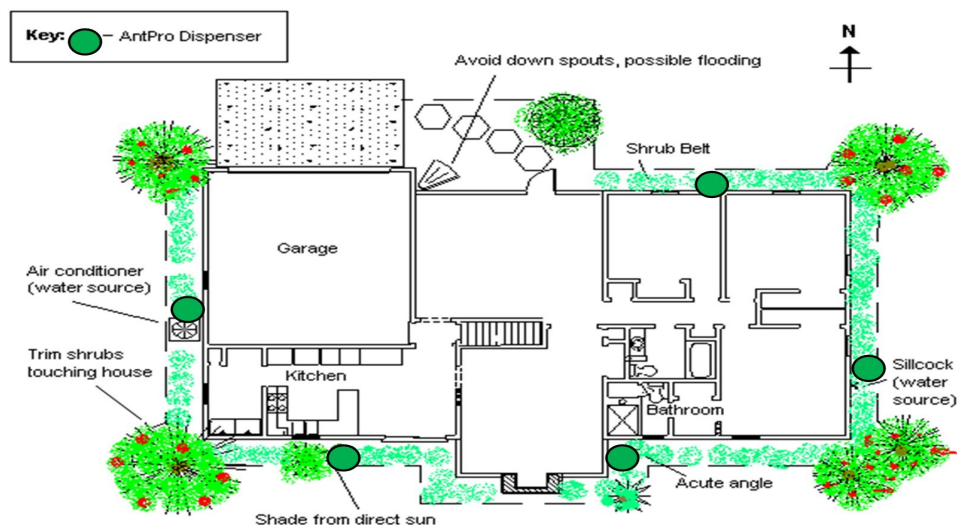 Key: – AntPro Dispenser
N
Avoid down spouts, possible flooding
Shrub Belt
Garage
Air conditioner
(water source)
Trim shrubs
touching house
Kitchen
Sillcock
(water
source)
Bathroom
Acute angle
Shade from direct sun